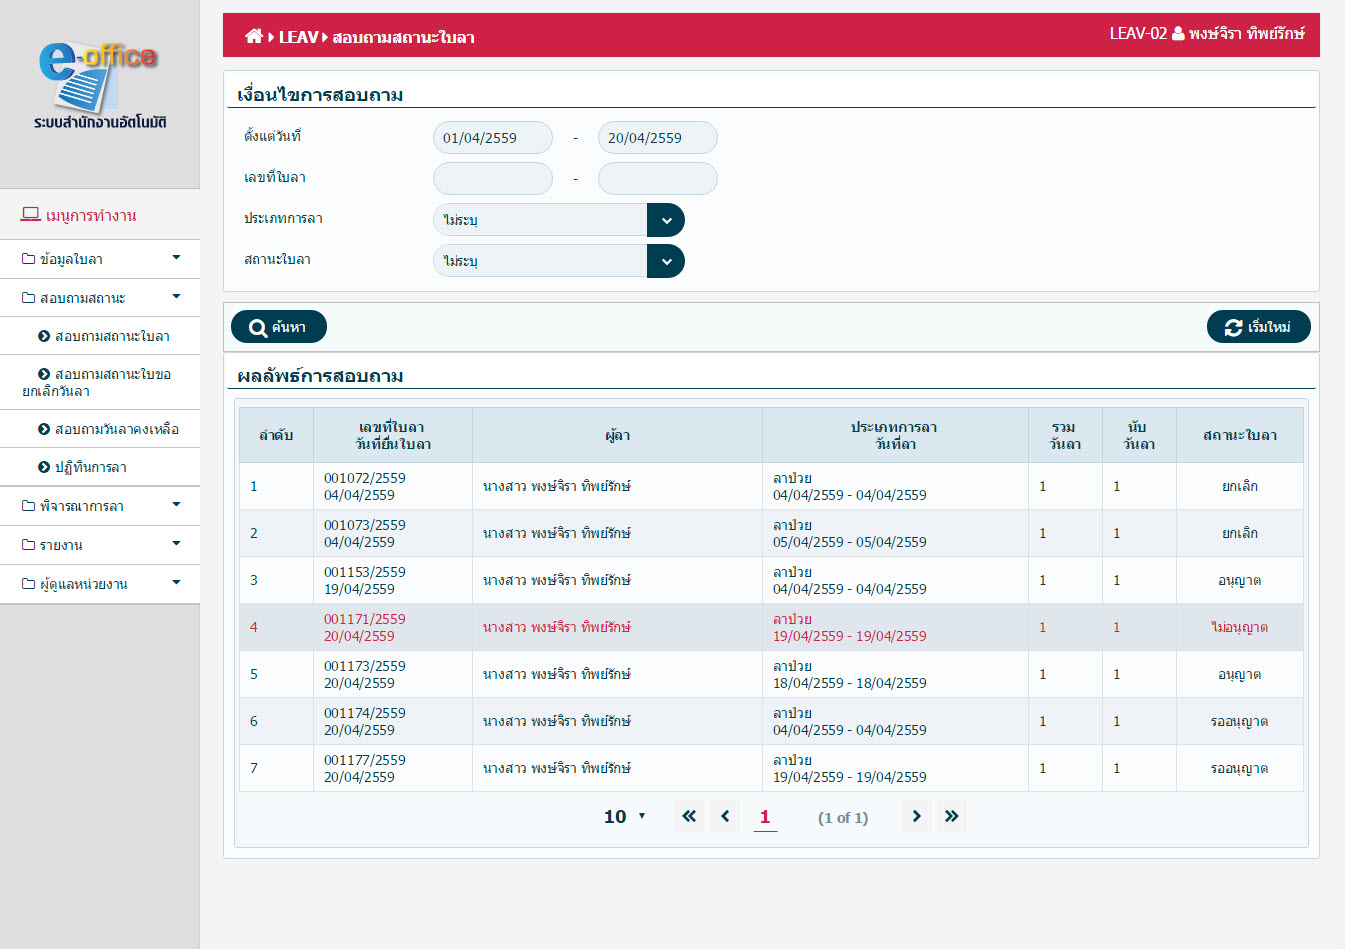 e-office
ระบบสำนักงานอัตโนมัติ
เมนูการทำงาน
ข้อมูลใบลา
สอบถามสถานะ
สอบถามสถานะใบลา
สอบถามสถานะใบขอ
ยกเลิกวันลา
สอบถามวันลาคงเหลือ
ปฏิทินการลา
พิจารณาการลา
รายงาน
ผู้ดูแลหน่วยงาน
LEAV สอบถามสถานะใบลา
LEAV-02 พงษ์จิรา ทิพย์รักษ์
เงื่อนไขการสอบถาม
ตั้งแต่วันที่ 01/04/2559 - 20/04/2559
เลขที่ใบลา -
ประเภทการลา ไม่ระบุ
สถานะใบลา ไม่ระบุ
ค้นหา เริ่มใหม่
ผลลัพธ์การสอบถาม
ลำดับ เลขที่ใบลา ผู้ลา ประเภทการลา รวม นับ สถานะใบลา
วันที่ยื่นใบลา วันที่ลา วันลา วันลา
1 001072/2559 นางสาว พงษ์จิรา ทิพย์รักษ์ ลาป่วย 1 1 ยกเลิก
04/04/2559 04/04/2559 - 04/04/2559
2 001073/2559 นางสาว พงษ์จิรา ทิพย์รักษ์ ลาป่วย 1 1 ยกเลิก
04/04/2559 05/04/2559 - 05/04/2559
3 001153/2559 นางสาว พงษ์จิรา ทิพย์รักษ์ ลาป่วย 1 1 อนุญาต
19/04/2559 04/04/2559 - 04/04/2559
4 001171/2559 นางสาว พงษ์จิรา ทิพย์รักษ์ ลาป่วย 1 1 ไม่อนุญาต
20/04/2559 19/04/2559 - 19/04/2559
5 001173/2559 นางสาว พงษ์จิรา ทิพย์รักษ์ ลาป่วย 1 1 อนุญาต
20/04/2559 18/04/2559 - 18/04/2559
6 001174/2559 นางสาว พงษ์จิรา ทิพย์รักษ์ ลาป่วย 1 1 รออนุญาต
20/04/2559 04/04/2559 - 04/04/2559
7 001177/2559 นางสาว พงษ์จิรา ทิพย์รักษ์ ลาป่วย 1 1 รออนุญาต
20/04/2559 19/04/2559 - 19/04/2559
10 1 (1 of 1)